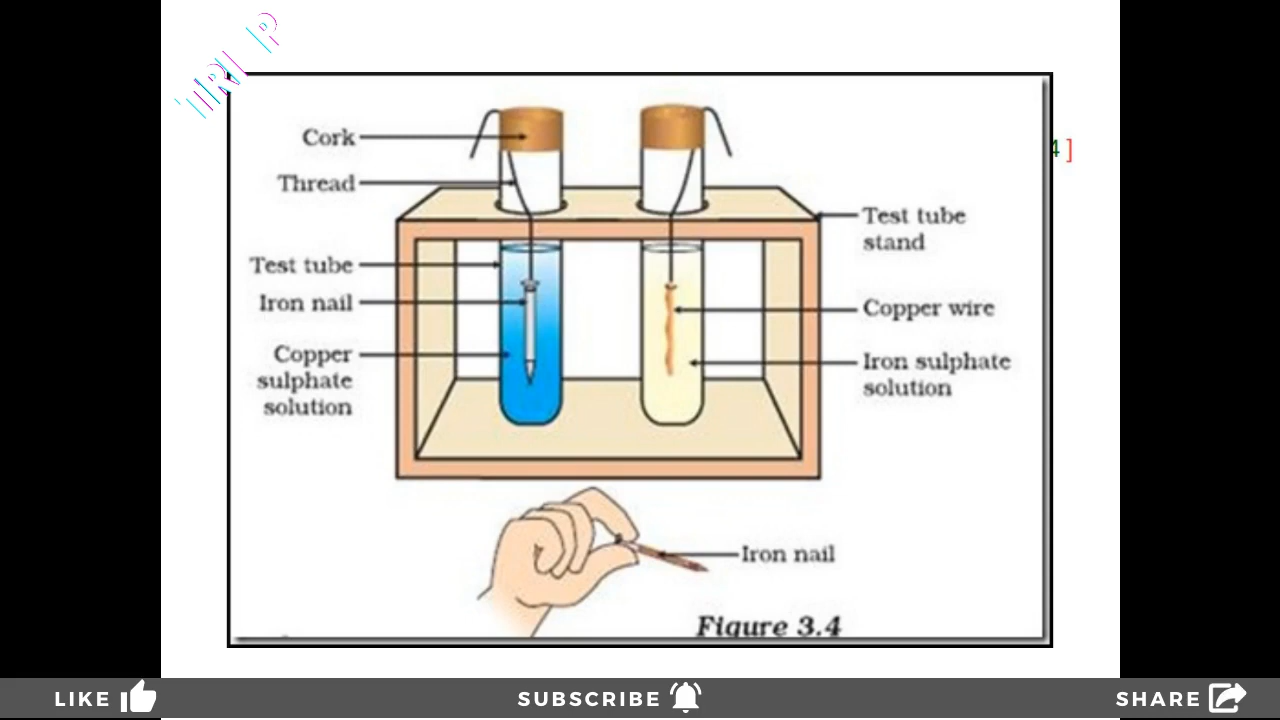 Cork
Thread
Test tube
Iron nail
Copper
sulphate
solution
4]
Test tube
stand
Copper wire
Iron sulphate
solution
Iron nail
Figure 3.4
LIKE
SUBSCRIBE
SHARE